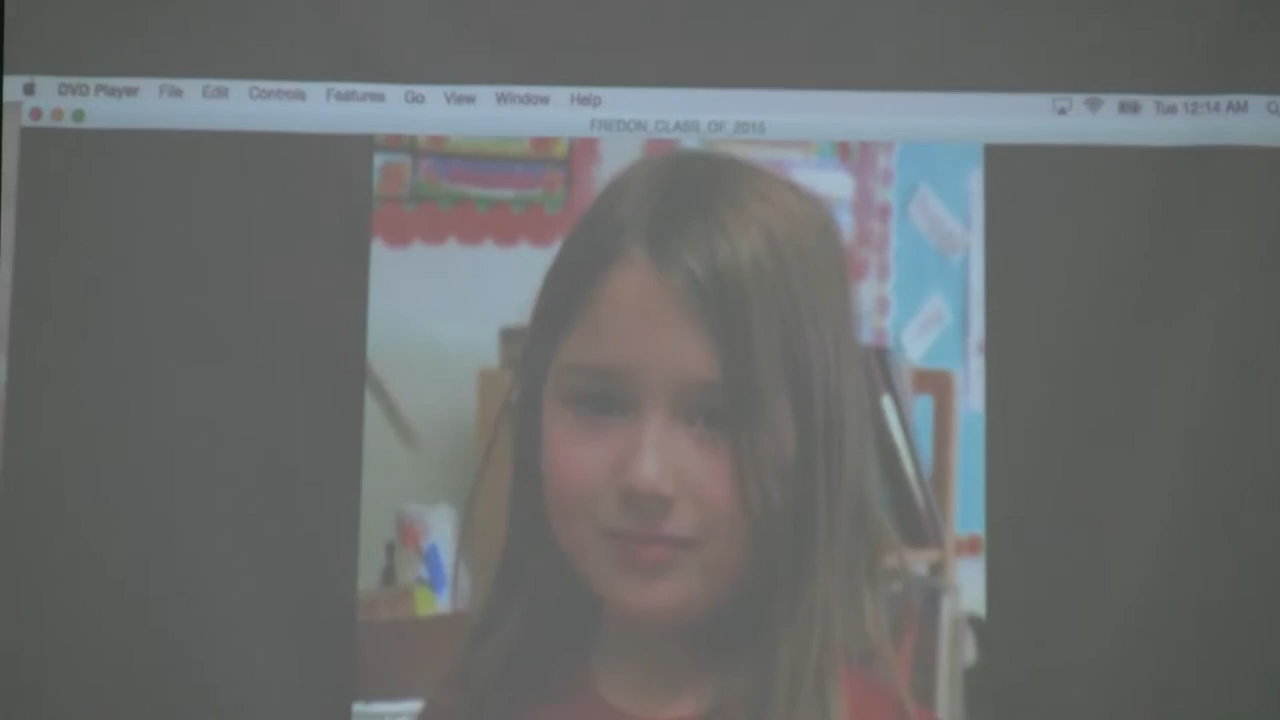 DVD Player File Edit Controls Features Go View Window Help Tue 12:14 AM
FREDON_CLASS_OF_2015